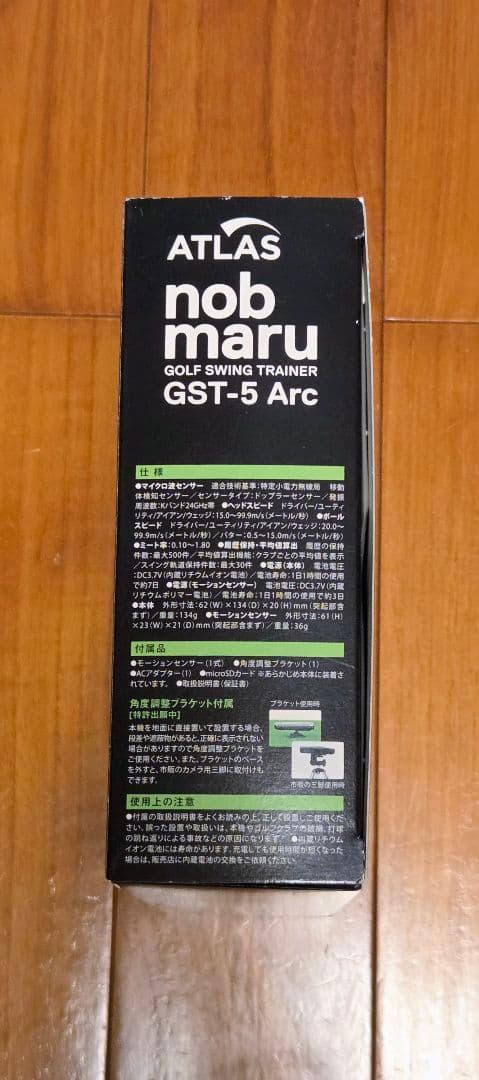 ATLAS
nob
maru
GOLF SWING TRAINER
GST-5 Arc
仕 様
●マイクロ波センサー 適合技術基準:特定小電力無線局 移動
体検知センサー/センサータイプ:ドップラーセンサー/発振
周波数:Kバンド24GHz帯 ●ヘッドスピード ドライバー/ユーティ
リティ/アイアン/ウェッジ:15.0〜99.9m/s(メートル/秒) ●ボール
スピード ドライバー/ユーティリティ/アイアン/ウェッジ:20.0〜
99.9m/s(メートル/秒)/パター:0.5〜15.0m/s(メートル/秒)
●ミート率:0.10〜1.80 ●履歴保持・平均値算出 履歴の保持
件数:最大500件/平均値算出機能:クラブごとの平均値を表示
/スイング軌道保持件数:最大30件 ●電源(本体) 電池電圧
:DC3.7V(内蔵リチウムイオン電池)/電池寿命:1日1時間の使用
で約7日 ●電源(モーションセンサー) 電池電圧:DC3.7V(内蔵
リチウムポリマー電池)/電池寿命:1日1時間の使用で約3日
●本体 外形寸法:62(W)×134(D)×20(H)mm(突起部含
まず)/重量:134g ●モーションセンサー 外形寸法:61(H)
×23(W)×21(D)mm(突起部含まず)/重量:36g
付属品
●モーションセンサー(1式) ●角度調整ブラケット(1)
●ACアダプター(1) ●microSDカード ※あらかじめ本体に装着さ
れています。 ●取扱説明書(保証書)
角度調整ブラケット付属
[特許出願中]
本機を地面に直接置いて設置する場合、
段差や遮蔽物があると、正確に表示されない
場合がありますので角度調整ブラケットを
ご使用ください。また、ブラケットのベース
を外すと、市販のカメラ用三脚に取付けも
できます。
ブラケット使用時
市販の三脚使用時
使用上の注意
●付属の取扱説明書をよくお読みの上、正しく設置しご使用くだ
さい。誤った設置や取扱いは、本機やゴルフクラブの破損、打球
の跳ね返りによる事故などの原因になります。 ●内蔵リチウム
イオン電池には寿命があります。充電しても使用時間が短くなった
場合は、販売店に内蔵電池の交換をご依頼ください。